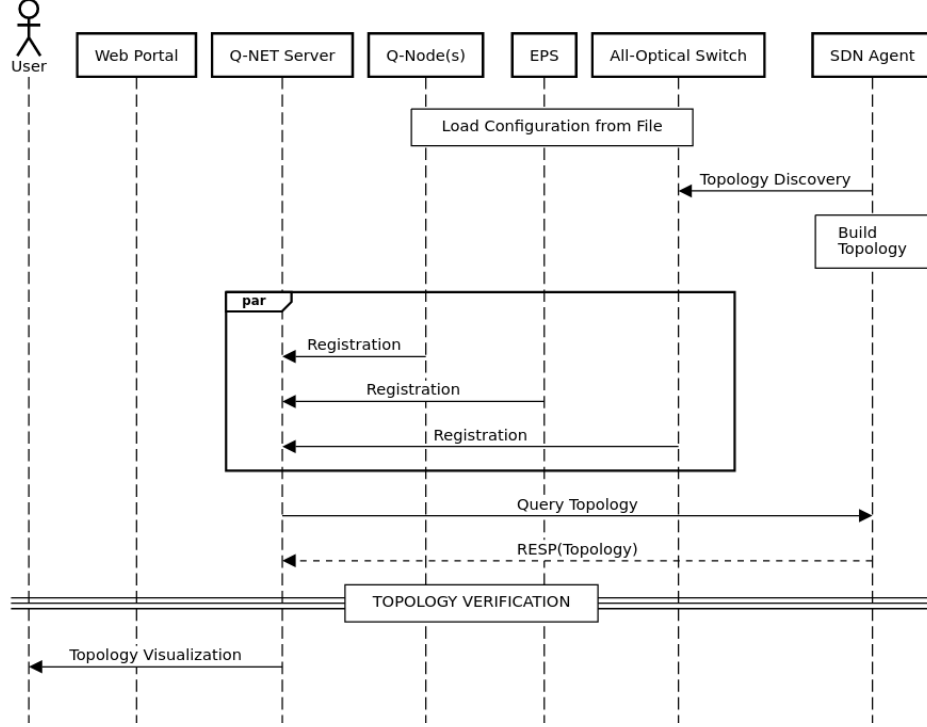 User
Web Portal
Q-NET Server
Q-Node(s)
EPS
All-Optical Switch
SDN Agent
Load Configuration from File
Topology Discovery
Build
Topology
par
Registration
Registration
Registration
Query Topology
RESP(Topology)
TOPOLOGY VERIFICATION
Topology Visualization